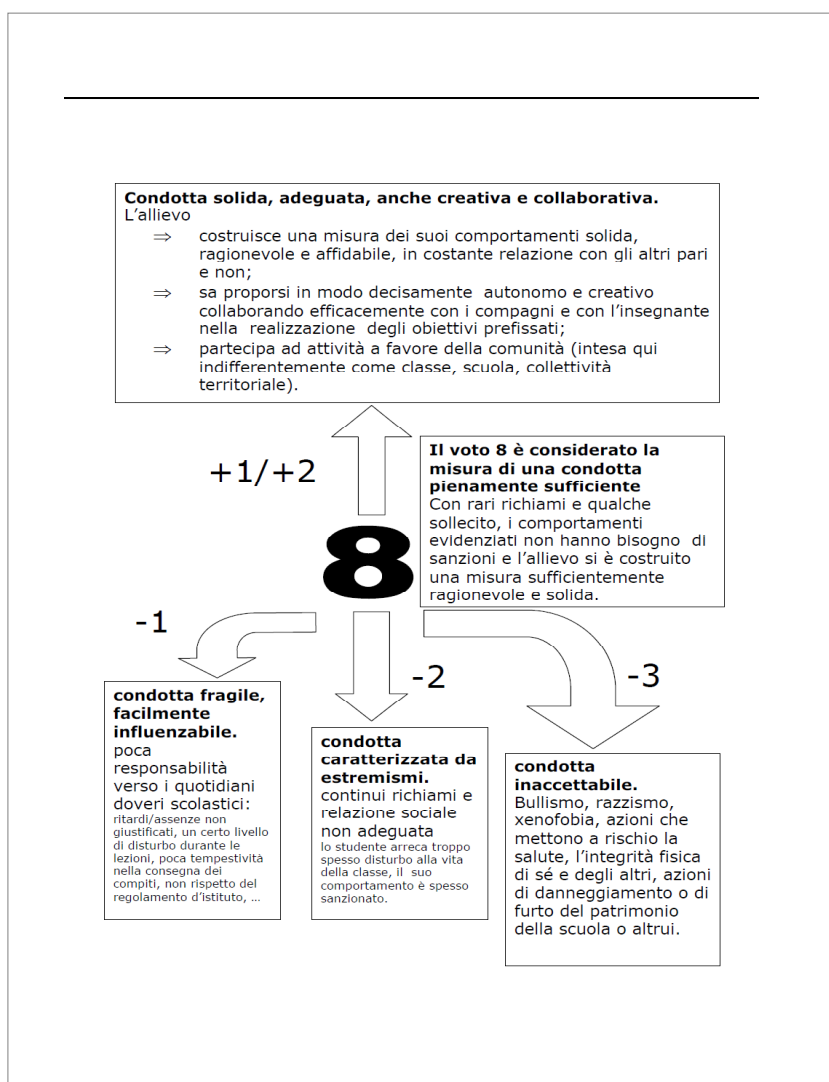 Condotta solida, adeguata, anche creativa e collaborativa.
L'allievo
⇒ costruisce una misura dei suoi comportamenti solida,
ragionevole e affidabile, in costante relazione con gli altri pari
e non;
⇒ sa proporsi in modo decisamente autonomo e creativo
collaborando efficacemente con i compagni e con l'insegnante
nella realizzazione degli obiettivi prefissati;
⇒ partecipa ad attività a favore della comunità (intesa qui
indifferentemente come classe, scuola, collettività
territoriale).
+1/+2
Il voto 8 è considerato la
misura di una condotta
pienamente sufficiente
Con rari richiami e qualche
sollecito, i comportamenti
evidenziati non hanno bisogno di
sanzioni e l'allievo si è costruito
una misura sufficientemente
ragionevole e solida.
8
-1
-2
-3
condotta fragile,
facilmente
influenzabile.
poca
responsabilità
verso i quotidiani
doveri scolastici:
ritardi/assenze non
giustificati, un certo livello
di disturbo durante le
lezioni, poca tempestività
nella consegna dei
compiti, non rispetto del
regolamento d'istituto, …
condotta
caratterizzata da
estremismi.
continui richiami e
relazione sociale
non adeguata
lo studente arreca troppo
spesso disturbo alla vita
della classe, il suo
comportamento è spesso
sanzionato.
condotta
inaccettabile.
Bullismo, razzismo,
xenofobia, azioni che
mettono a rischio la
salute, l'integrità fisica
di sé e degli altri, azioni
di danneggiamento o di
furto del patrimonio
della scuola o altrui.